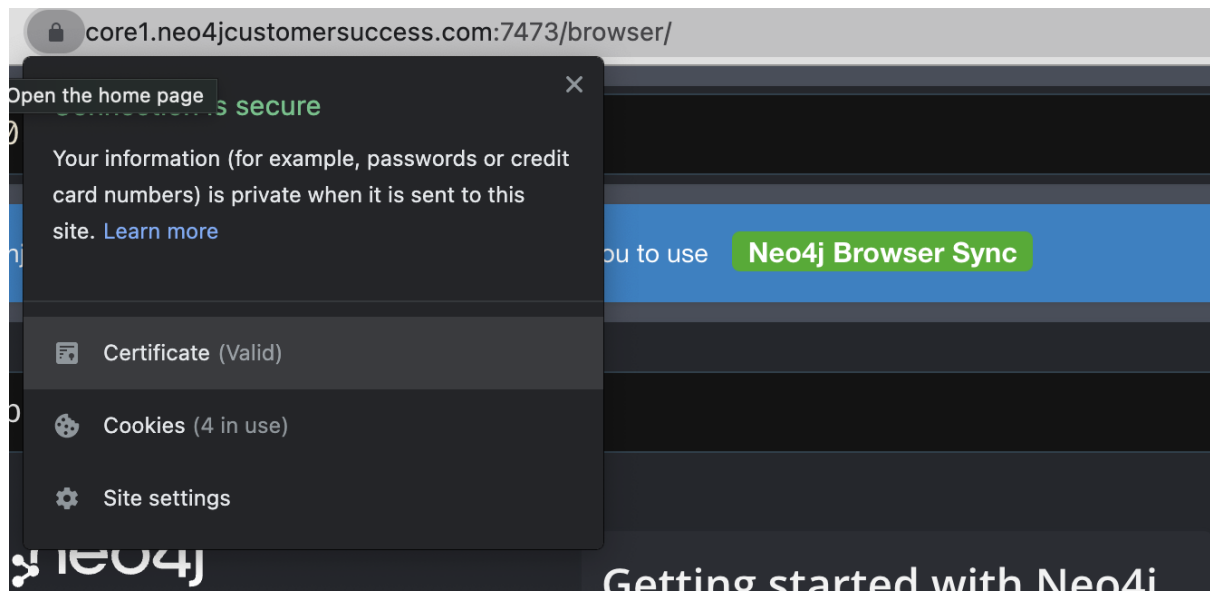 core1.neo4jcustomersuccess.com:7473/browser/
Open the home page
is secure
Your information (for example, passwords or credit
card numbers) is private when it is sent to this
site. Learn more
ou to use Neo4j Browser Sync
Certificate (Valid)
Cookies (4 in use)
Site settings
neo4j
Getting started with Neo4j